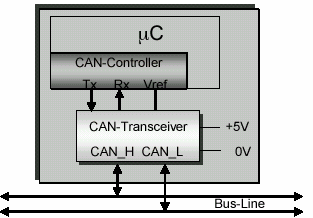 μC
CAN-Controller
Tx Rx Vref
CAN-Transceiver
+5V
CAN_H CAN_L
0V
Bus-Line